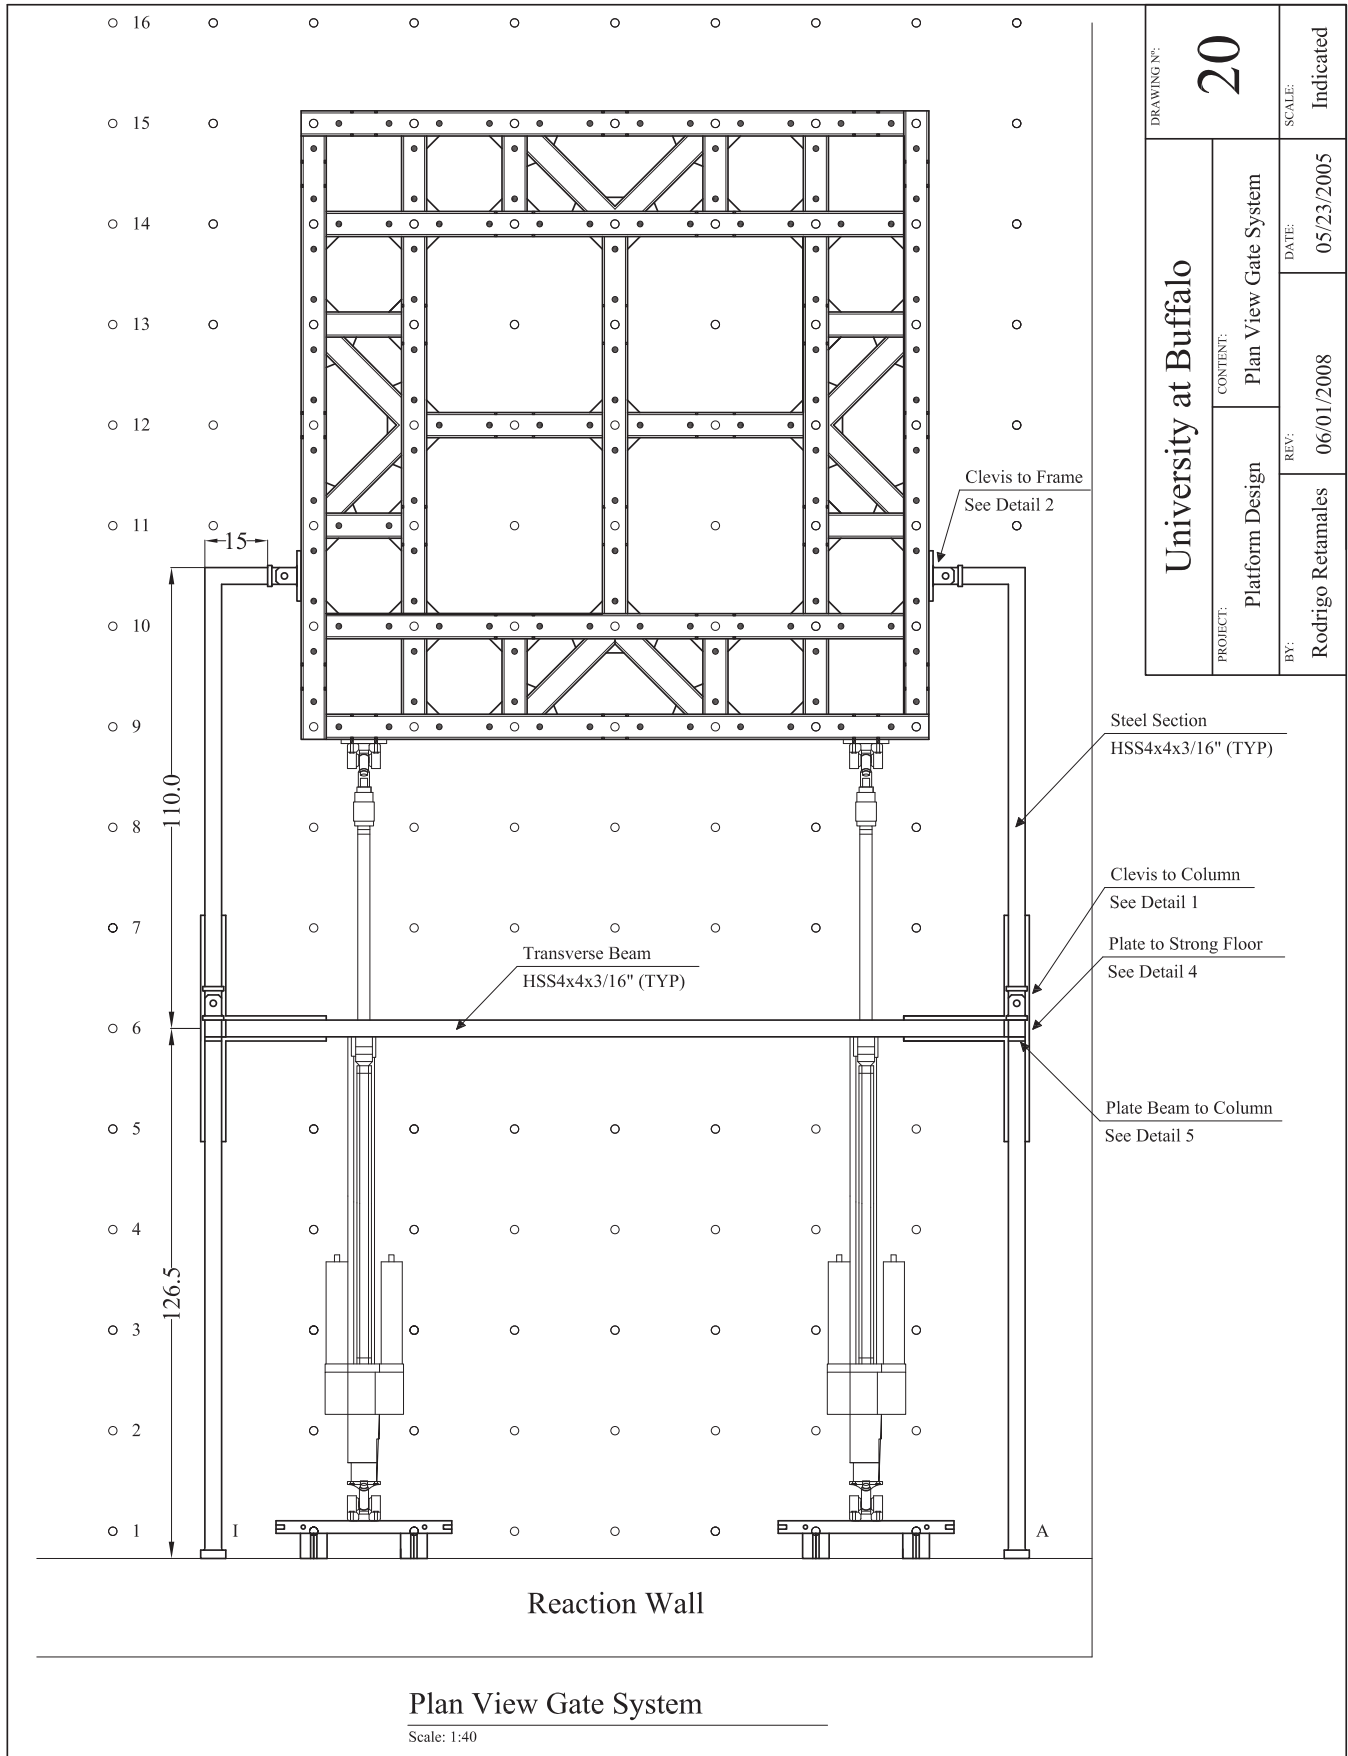 16
15
14
13
12
11
10
9
8
7
6
5
4
3
2
1
15
110.0
126.5
I
A
Clevis to Frame
See Detail 2
Steel Section
HSS4x4x3/16" (TYP)
Clevis to Column
See Detail 1
Plate to Strong Floor
See Detail 4
Transverse Beam
HSS4x4x3/16" (TYP)
Plate Beam to Column
See Detail 5
Reaction Wall
Plan View Gate System
Scale: 1:40
University at Buffalo
DRAWING Nº:
20
PROJECT:
Platform Design
CONTENT:
Plan View Gate System
BY:
Rodrigo Retamales
REV:
06/01/2008
DATE:
05/23/2005
SCALE:
Indicated